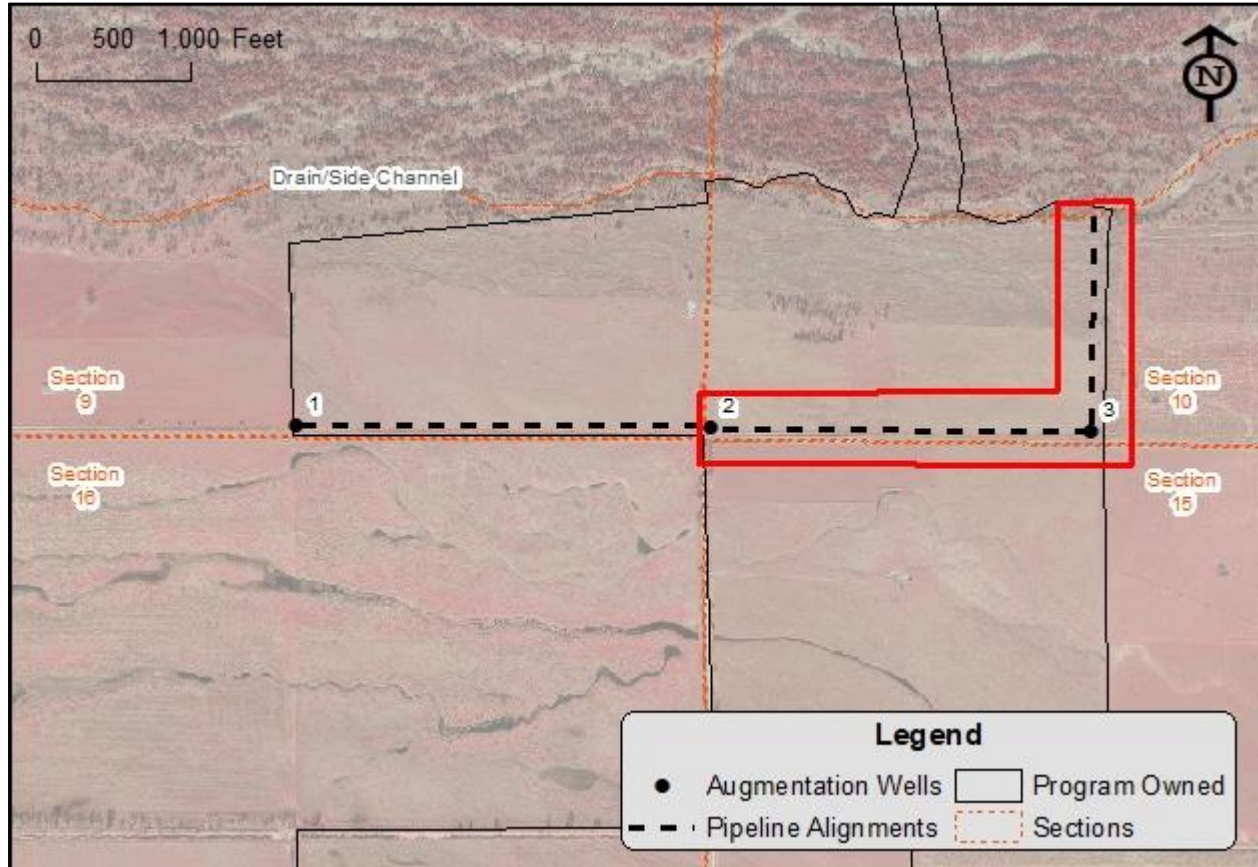 0 500 1,000 Feet
N
Drain/Side Channel
Section
9
Section
10
1
2
3
Section
16
Section
15
Legend
Augmentation Wells
Program Owned
Pipeline Alignments
Sections